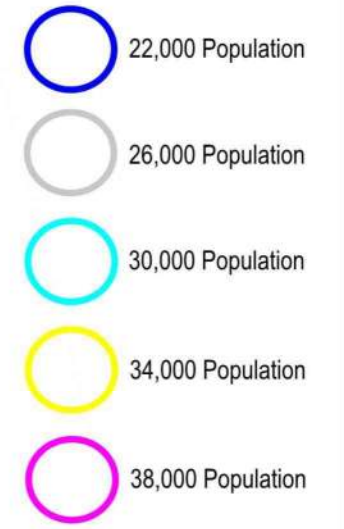 22,000 Population
26,000 Population
30,000 Population
34,000 Population
38,000 Population